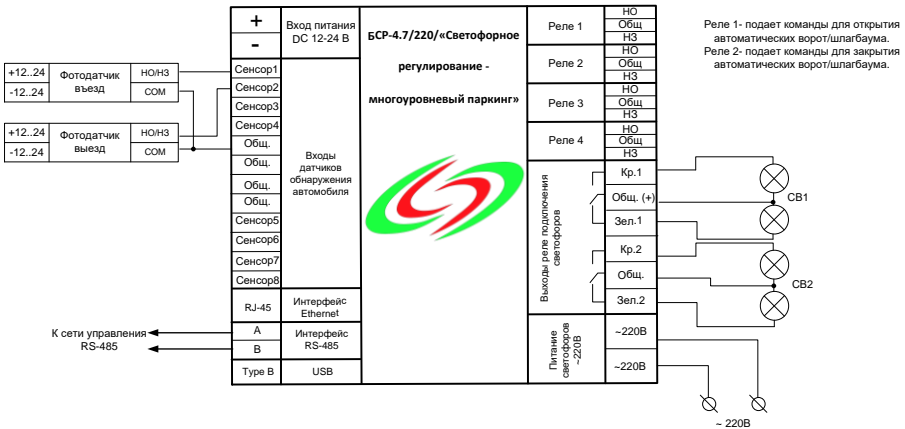 +12..24
-12..24
Фотодатчик
въезд
НО/НЗ
COM
+12..24
-12..24
Фотодатчик
выезд
НО/НЗ
COM
К сети управления
RS-485
+
-
Вход питания
DC 12-24 В
Сенсор1
Сенсор2
Сенсор3
Сенсор4
Общ.
Общ.
Общ.
Общ.
Сенсор5
Сенсор6
Сенсор7
Сенсор8
Входы
датчиков
обнаружения
автомобиля
RJ-45
Интерфейс
Ethernet
A
B
Интерфейс
RS-485
Type B
USB
БСР-4.7/220/«Светофорное
регулирование -
многоуровневый паркинг»
Реле 1
НО
Общ
НЗ
Реле 2
НО
Общ
НЗ
Реле 3
НО
Общ
НЗ
Реле 4
НО
Общ
НЗ
Выходы реле подключения
светофоров
Кр.1
Общ. (+)
Зел.1
Кр.2
Общ.
Зел.2
Питание
светофоров
~220В
~220В
~220В
СВ1
СВ2
~ 220В
Реле 1- подает команды для открытия
автоматических ворот/шлагбаума.
Реле 2- подает команды для закрытия
автоматических ворот/шлагбаума.